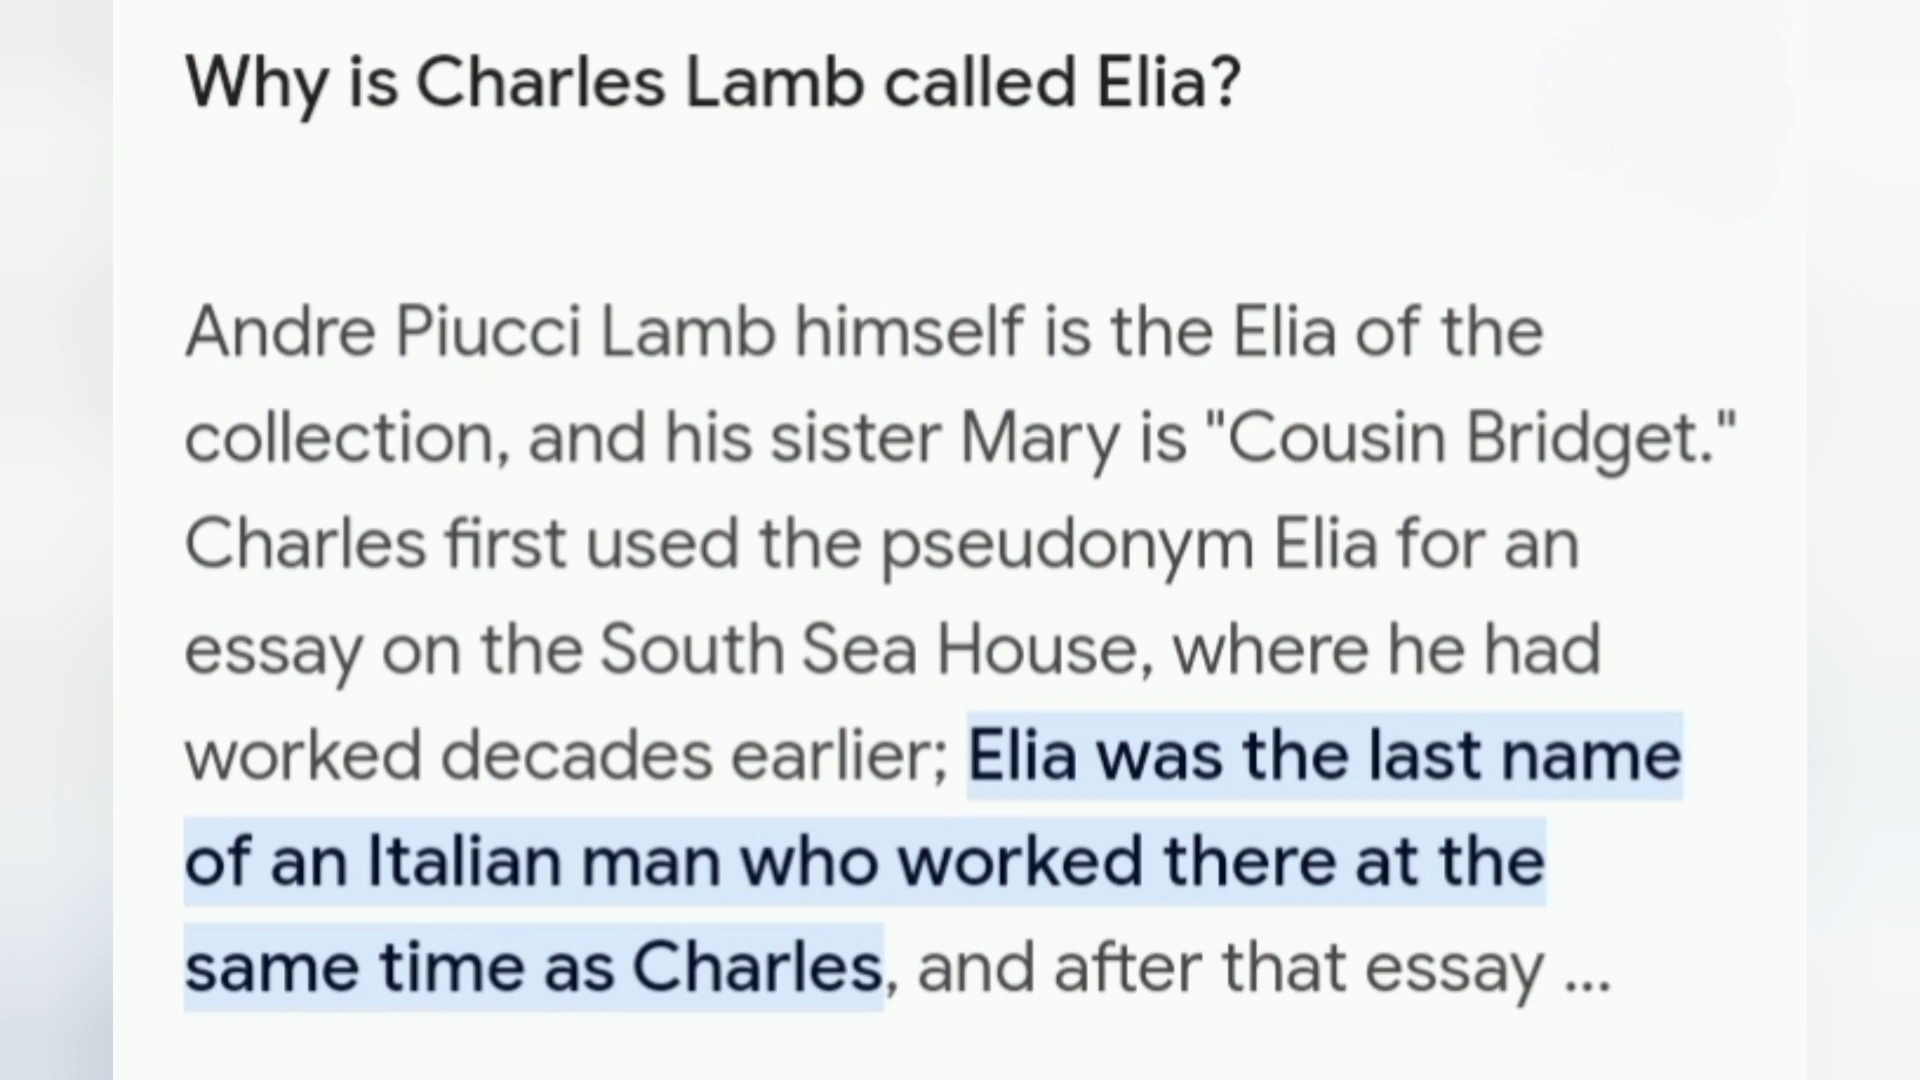 Why is Charles Lamb called Elia?
Andre Piucci Lamb himself is the Elia of the
collection, and his sister Mary is "Cousin Bridget."
Charles first used the pseudonym Elia for an
essay on the South Sea House, where he had
worked decades earlier; Elia was the last name
of an Italian man who worked there at the
same time as Charles, and after that essay ...